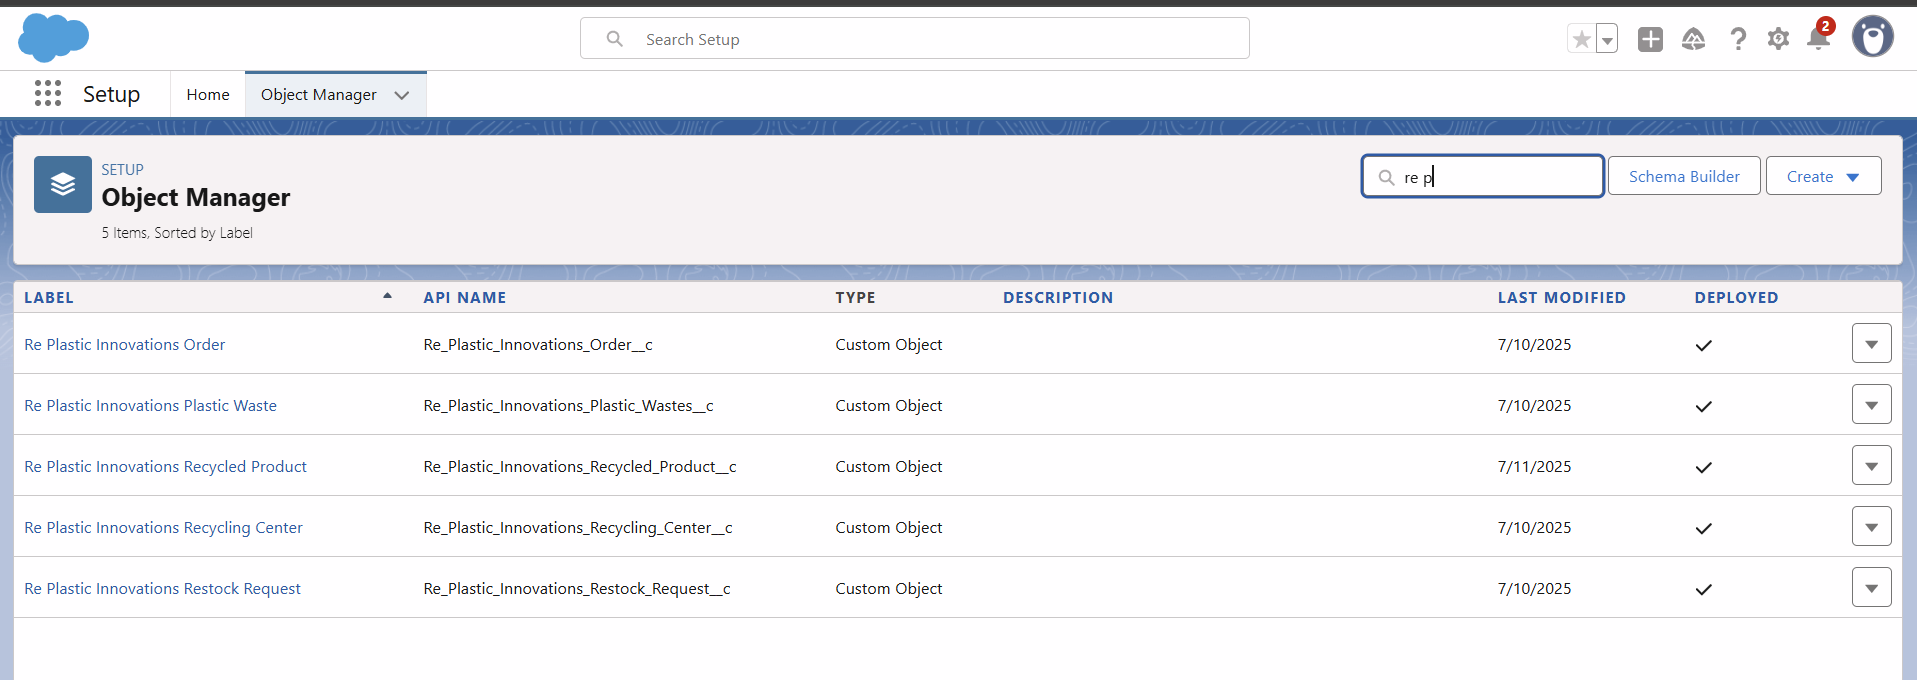 Search Setup
2
Setup
Home
Object Manager
SETUP
Object Manager
5 Items, Sorted by Label
re p
Schema Builder
Create
LABEL API NAME TYPE DESCRIPTION LAST MODIFIED DEPLOYED
Re Plastic Innovations Order Re_Plastic_Innovations_Order__c Custom Object 7/10/2025
Re Plastic Innovations Plastic Waste Re_Plastic_Innovations_Plastic_Wastes__c Custom Object 7/10/2025
Re Plastic Innovations Recycled Product Re_Plastic_Innovations_Recycled_Product__c Custom Object 7/11/2025
Re Plastic Innovations Recycling Center Re_Plastic_Innovations_Recycling_Center__c Custom Object 7/10/2025
Re Plastic Innovations Restock Request Re_Plastic_Innovations_Restock_Request__c Custom Object 7/10/2025